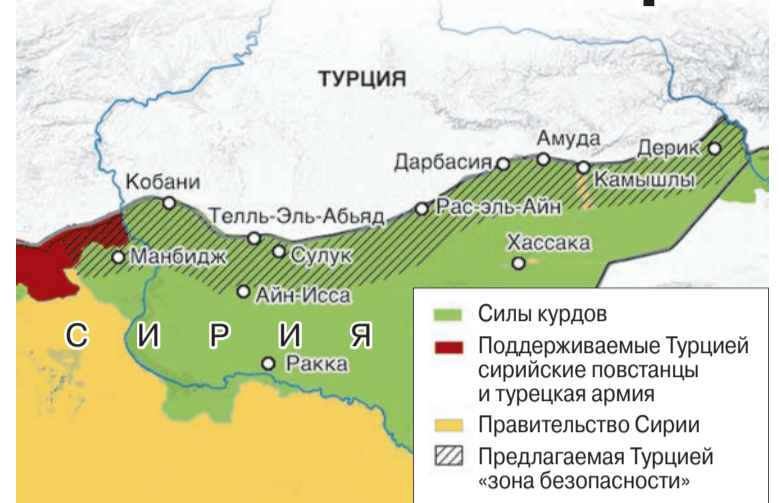 ТУРЦИЯ
Амуда
Дарбасия
Дерик
Кобани
Камышлы
Телль-Эль-Абьяд
Рас-эль-Айн
Манбидж
Сулук
Хассака
Айн-Исса
СИРИЯ
Ракка
Силы курдов
Поддерживаемые Турцией
сирийские повстанцы
и турецкая армия
Правительство Сирии
Предлагаемая Турцией
«зона безопасности»